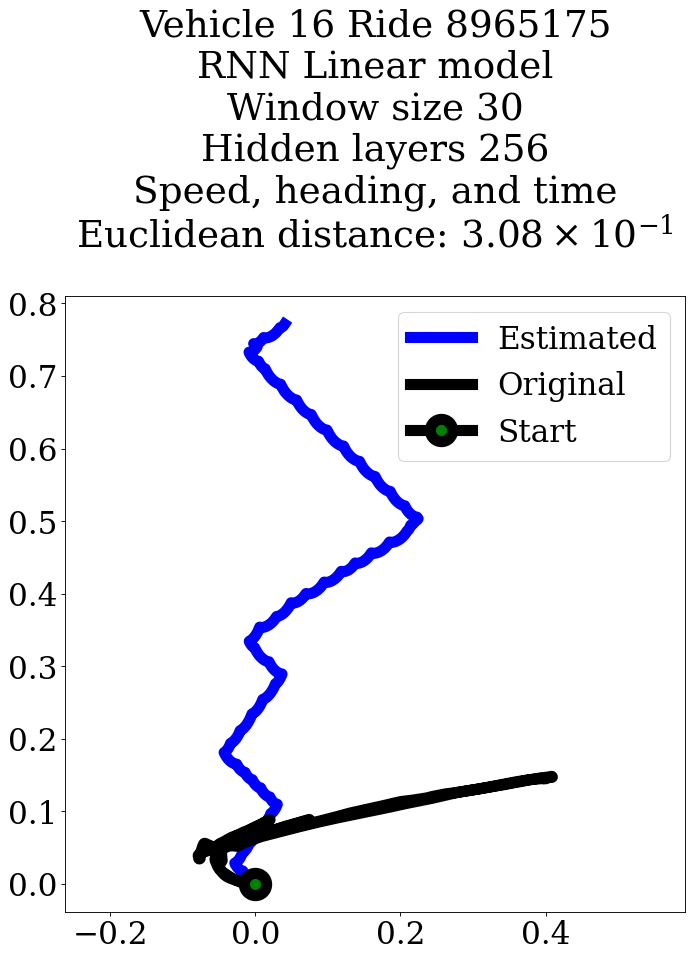 Vehicle 16 Ride 8965175
RNN Linear model
Window size 30
Hidden layers 256
Speed, heading, and time
Euclidean distance: 3.08 × 10⁻¹
Estimated
Original
Start
0.8
0.7
0.6
0.5
0.4
0.3
0.2
0.1
0.0
−0.2 0.0 0.2 0.4